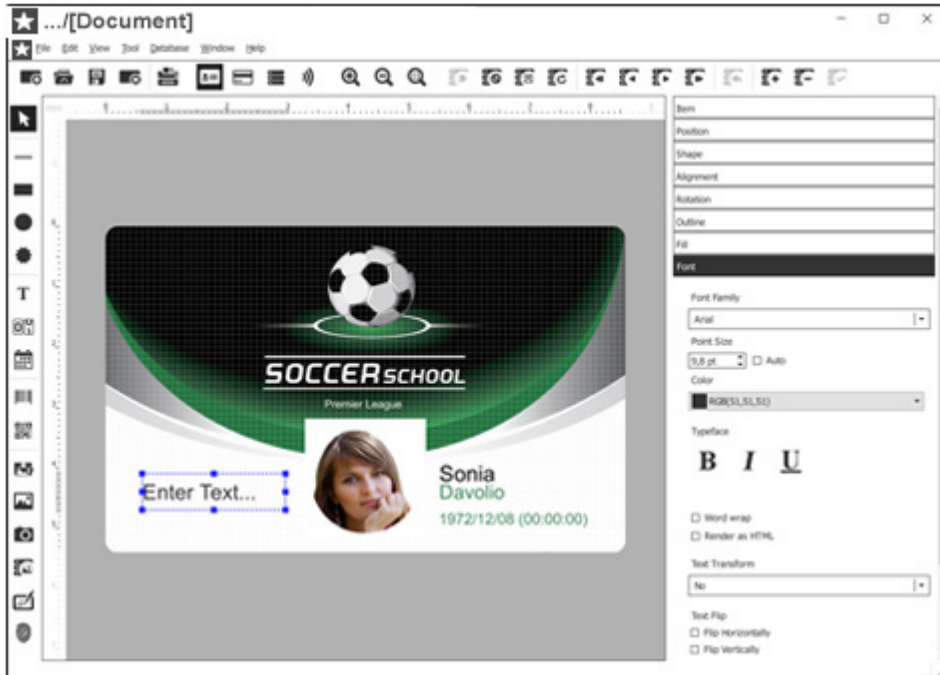 .../[Document]
File Edit View Tool Database Window Help
mm
Item
Position
Shape
Alignment
Rotation
Outline
Fill
Font
Font Family
Arial
Point Size
9,8 pt
Auto
Color
RGB(51,51,51)
Typeface
B I U
Word wrap
Render as HTML
Text Transform
No
Text Flip
Flip Horizontally
Flip Vertically
T
SOCCER SCHOOL
Premier League
Enter Text...
Sonia
Davolio
1972/12/08 (00:00:00)